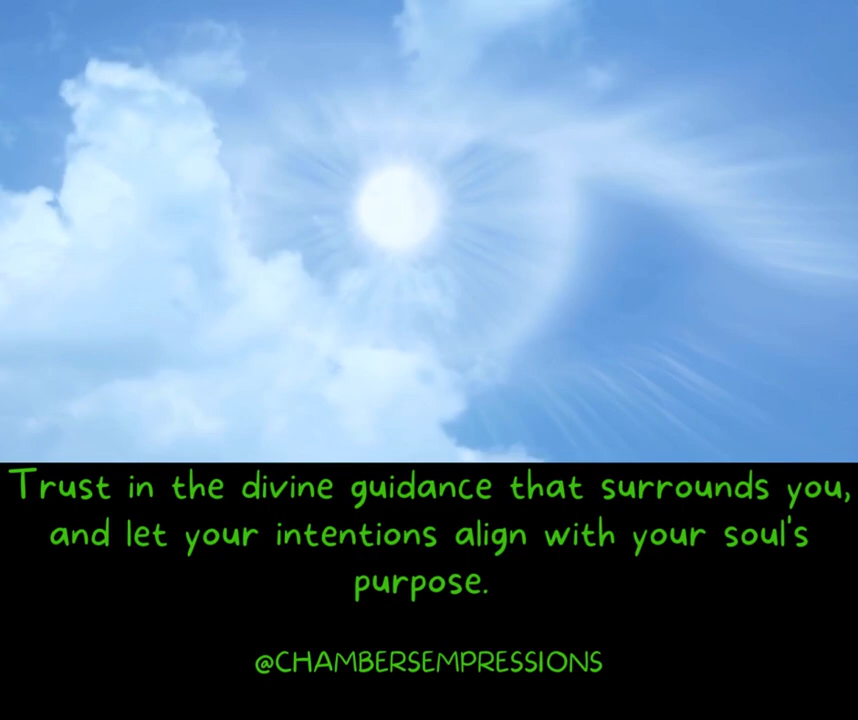 Trust in the divine guidance that surrounds you,
and let your intentions align with your soul's
purpose.
@CHAMBERSEMPRESSIONS